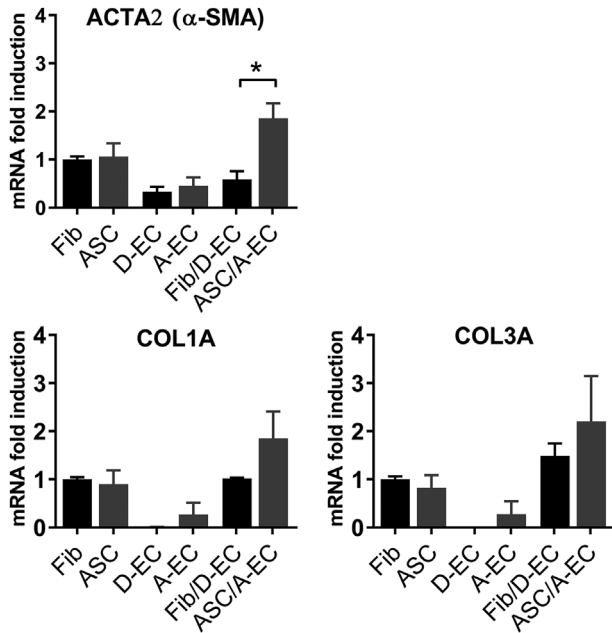 ACTA2 (α-SMA)
mRNA fold induction
4
3
2
1
0
*
Fib
ASC
D-EC
A-EC
Fib/D-EC
ASC/A-EC
COL1A
mRNA fold induction
4
3
2
1
0
Fib
ASC
D-EC
A-EC
Fib/D-EC
ASC/A-EC
COL3A
mRNA fold induction
4
3
2
1
0
Fib
ASC
D-EC
A-EC
Fib/D-EC
ASC/A-EC